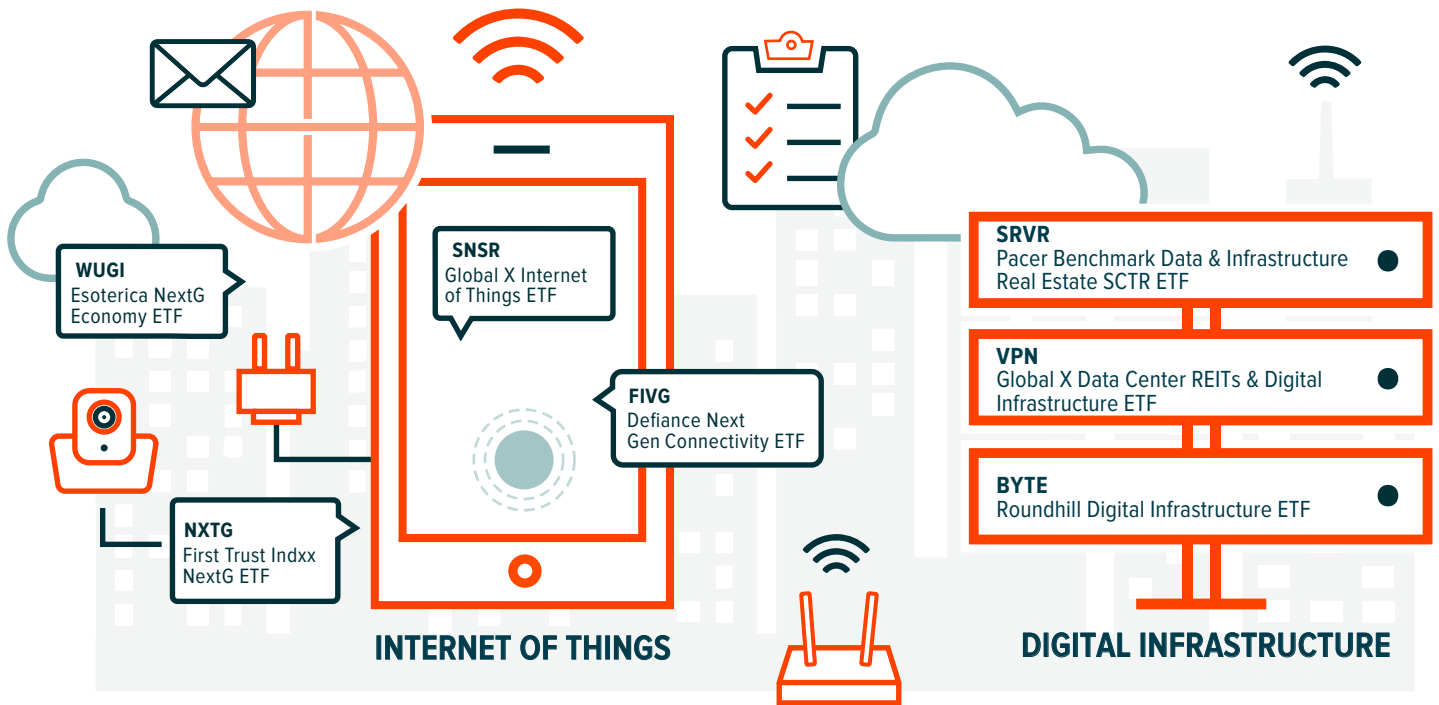 WUGI
Esoterica NextG
Economy ETF
SNSR
Global X Internet
of Things ETF
FIVG
Defiance Next
Gen Connectivity ETF
NXTG
First Trust Indxx
NextG ETF
INTERNET OF THINGS
SRVR
Pacer Benchmark Data & Infrastructure
Real Estate SCTR ETF
VPN
Global X Data Center REITs & Digital
Infrastructure ETF
BYTE
Roundhill Digital Infrastructure ETF
DIGITAL INFRASTRUCTURE